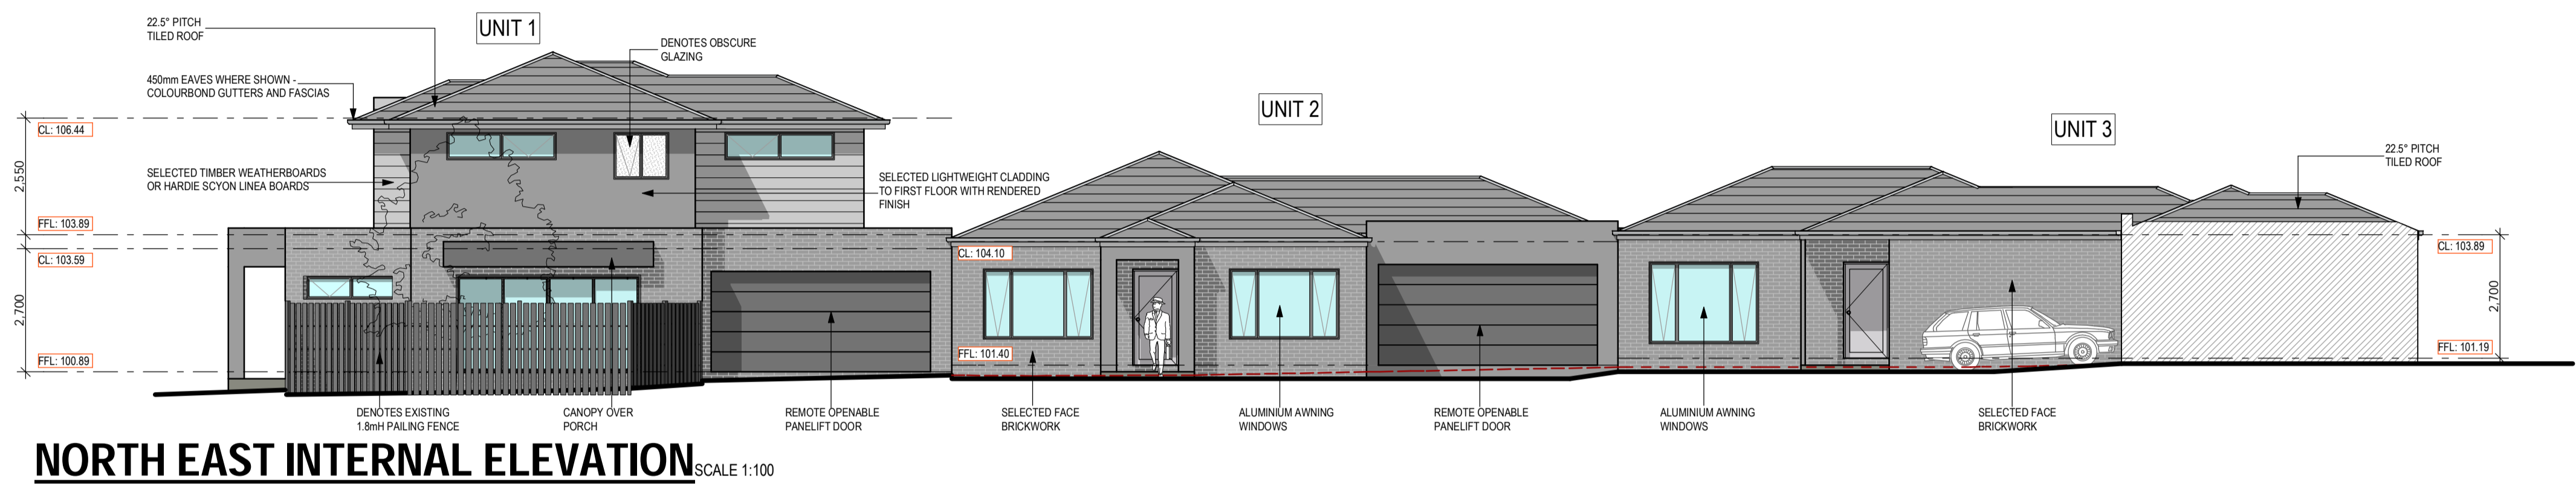 UNIT 1
22.5° PITCH
TILED ROOF
DENOTES OBSCURE
GLAZING
450mm EAVES WHERE SHOWN -
COLOURBOND GUTTERS AND FASCIAS
CL: 106.44
2,550
SELECTED TIMBER WEATHERBOARDS
OR HARDIE SCYON LINEA BOARDS
SELECTED LIGHTWEIGHT CLADDING
TO FIRST FLOOR WITH RENDERED
FINISH
FFL: 103.89
CL: 103.59
2,700
FFL: 100.89
UNIT 2
CL: 104.10
FFL: 101.40
UNIT 3
22.5° PITCH
TILED ROOF
CL: 103.89
2,700
FFL: 101.19
DENOTES EXISTING
1.8mH PAILING FENCE
CANOPY OVER
PORCH
REMOTE OPENABLE
PANELIFT DOOR
SELECTED FACE
BRICKWORK
ALUMINIUM AWNING
WINDOWS
REMOTE OPENABLE
PANELIFT DOOR
ALUMINIUM AWNING
WINDOWS
SELECTED FACE
BRICKWORK
NORTH EAST INTERNAL ELEVATION SCALE 1:100